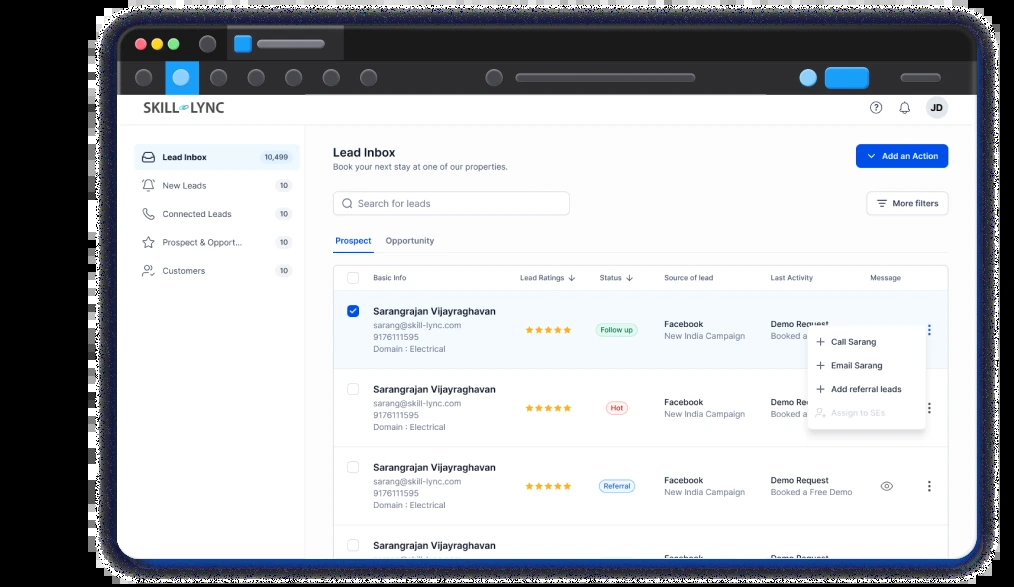 SKILL LYNC
JD
Lead Inbox 10,499
New Leads 10
Connected Leads 10
Prospect & Opport... 10
Customers 10
Lead Inbox
Book your next stay at one of our properties.
Add an Action
Search for leads
More filters
Prospect Opportunity
Basic Info Lead Ratings Status Source of lead Last Activity Message
Sarangrajan Vijayraghavan
sarang@skill-lync.com
9176111595
Domain : Electrical
Follow up
Facebook
New India Campaign
Demo Request
Booked a
Call Sarang
Email Sarang
Add referral leads
Assign to SEs
Sarangrajan Vijayraghavan
sarang@skill-lync.com
9176111595
Domain : Electrical
Hot
Facebook
New India Campaign
Demo Re
Booked a
Sarangrajan Vijayraghavan
sarang@skill-lync.com
9176111595
Domain : Electrical
Referral
Facebook
New India Campaign
Demo Request
Booked a Free Demo
Sarangrajan Vijayraghavan
Facebook
Demo Request